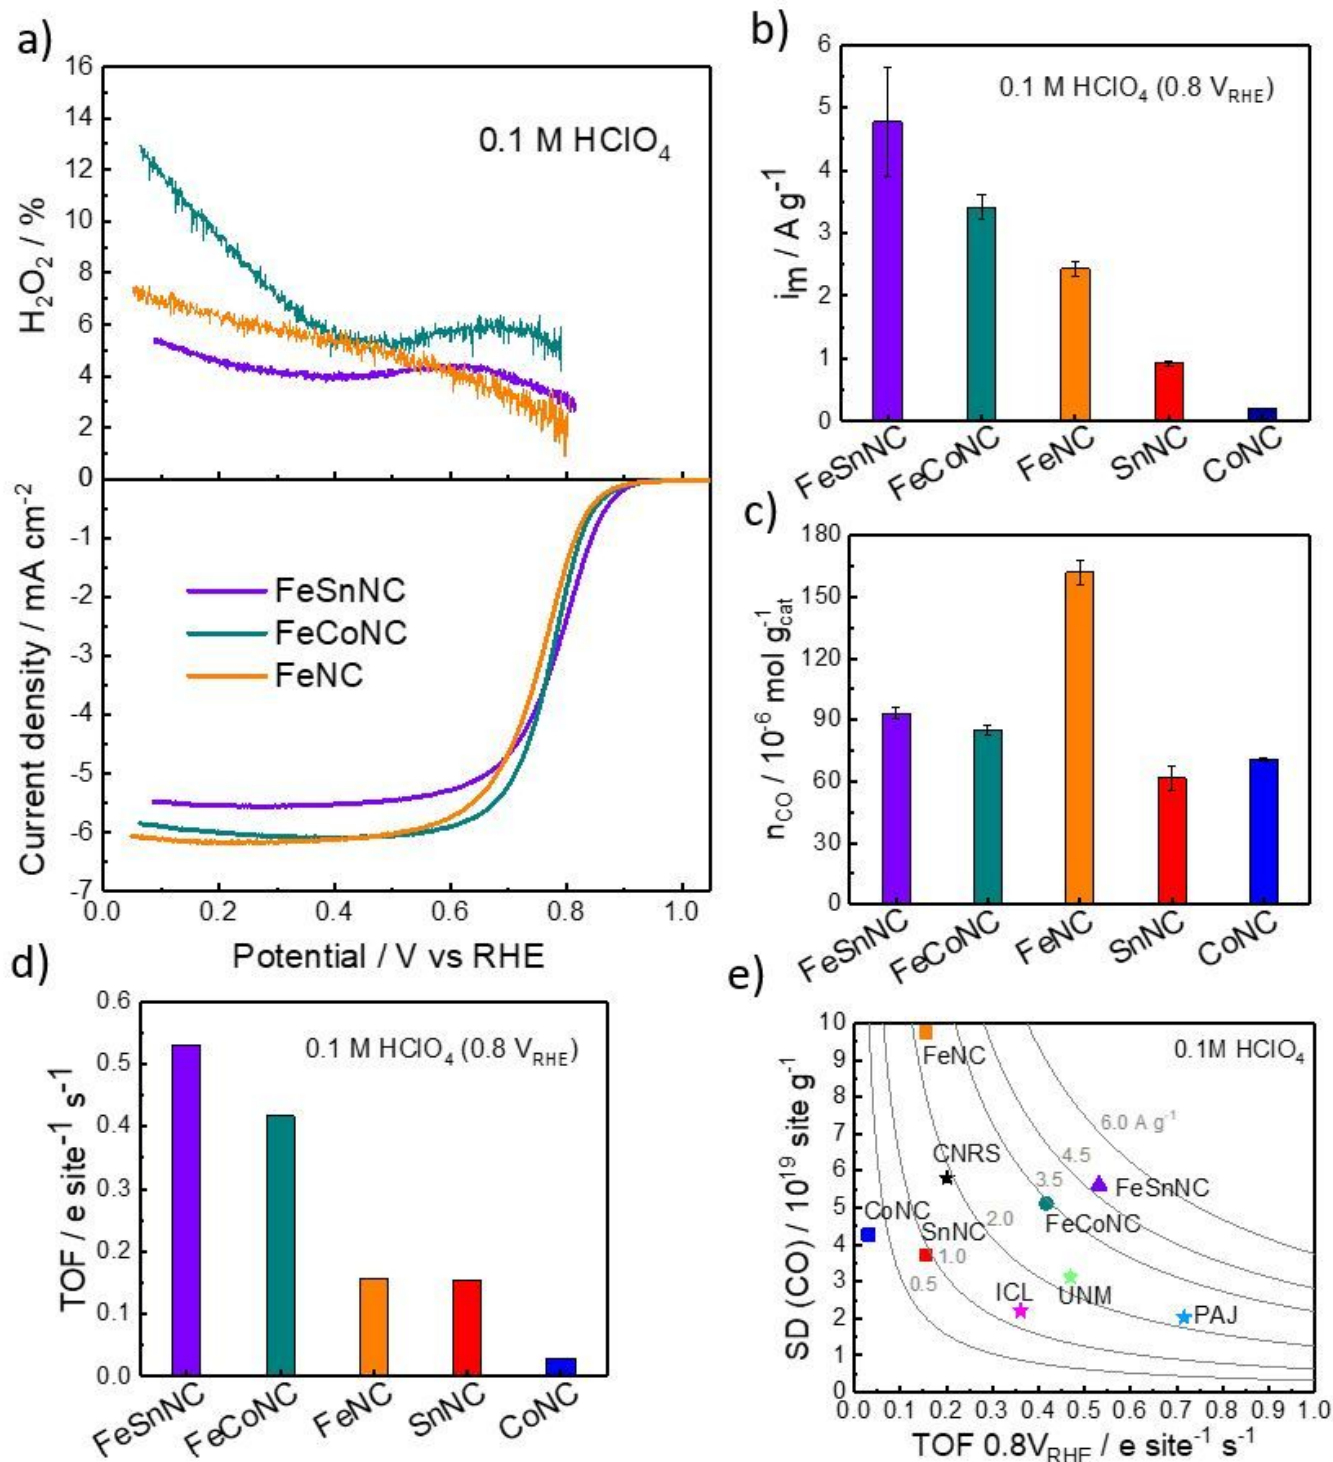 a)
16
14
12
10
8
6
4
2
0
H₂O₂ / %
0.1 M HClO₄
-1
-2
-3
-4
-5
-6
-7
Current density / mA cm⁻²
FeSnNC
FeCoNC
FeNC
0.0 0.2 0.4 0.6 0.8 1.0
Potential / V vs RHE
b)
6
5
4
3
2
1
0
iₘ / A g⁻¹
0.1 M HClO₄ (0.8 V_RHE)
FeSnNC FeCoNC FeNC SnNC CoNC
c)
180
150
120
90
60
30
0
n_CO / 10⁻⁶ mol g⁻¹_cat
FeSnNC FeCoNC FeNC SnNC CoNC
d)
0.6
0.5
0.4
0.3
0.2
0.1
0.0
TOF / e site⁻¹ s⁻¹
0.1 M HClO₄ (0.8 V_RHE)
FeSnNC FeCoNC FeNC SnNC CoNC
e)
10
9
8
7
6
5
4
3
2
1
0
SD (CO) / 10¹⁹ site g⁻¹
0.1M HClO₄
FeNC
6.0 A g⁻¹
CNRS
4.5
3.5
FeSnNC
CoNC
SnNC
2.0
FeCoNC
1.0
0.5
ICL
UNM
PAJ
0.0 0.1 0.2 0.3 0.4 0.5 0.6 0.7 0.8 0.9 1.0
TOF 0.8V_RHE / e site⁻¹ s⁻¹